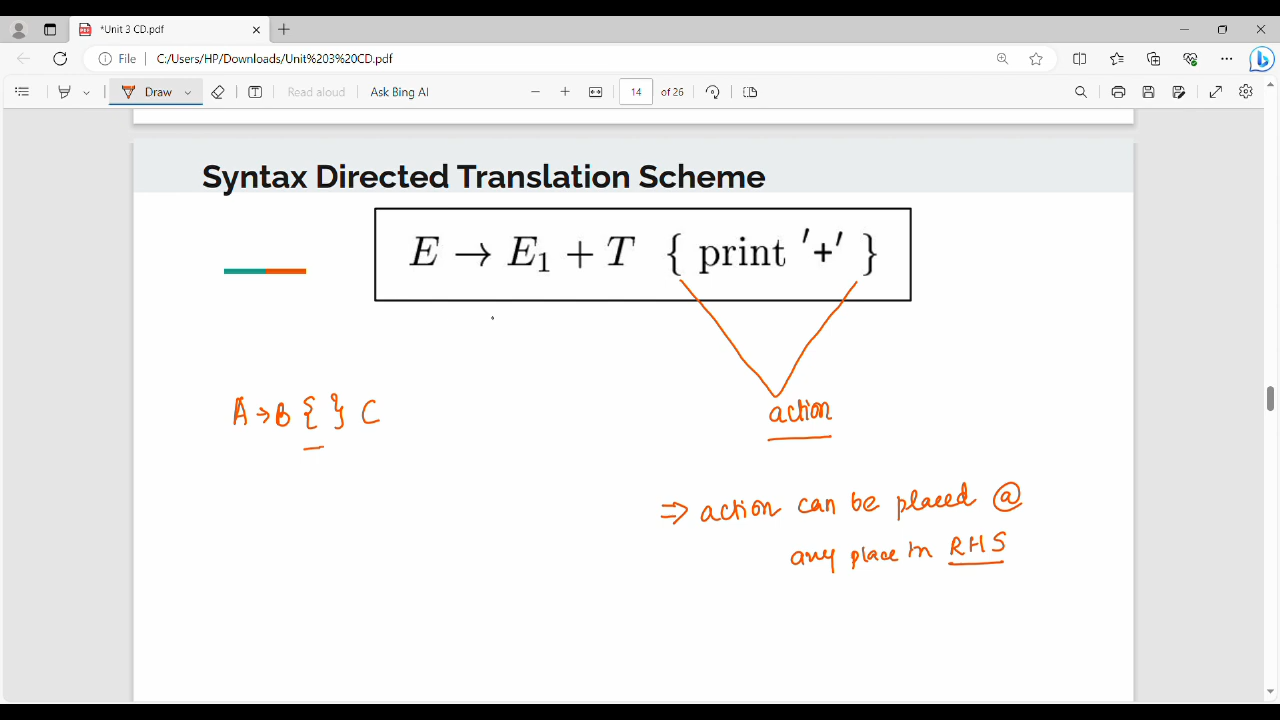 *Unit 3 CD.pdf
File C:/Users/HP/Downloads/Unit%203%20CD.pdf
Draw Read aloud Ask Bing AI 14 of 26
Syntax Directed Translation Scheme
E → E₁ + T { print '+' }
A → B { } C
action
⇒ action can be placed @
any place in RHS